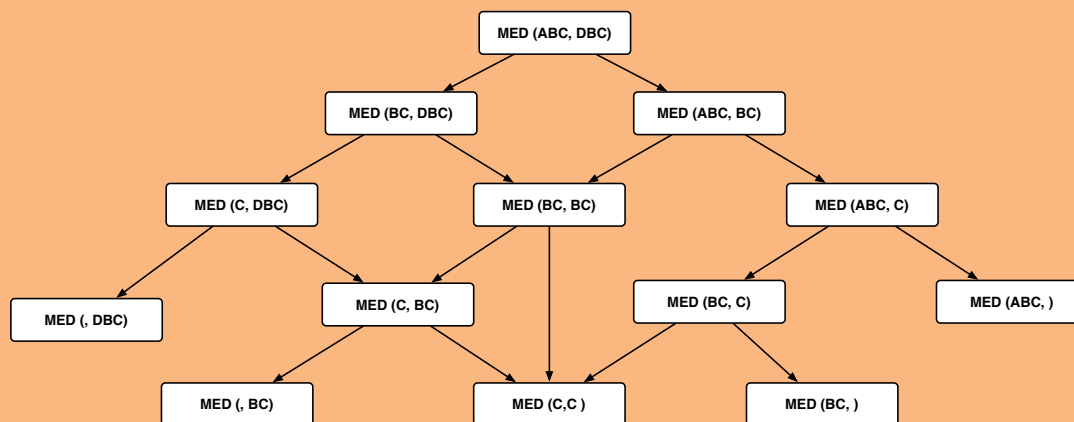 MED (ABC, DBC)
MED (BC, DBC)
MED (ABC, BC)
MED (C, DBC)
MED (BC, BC)
MED (ABC, C)
MED (, DBC)
MED (C, BC)
MED (BC, C)
MED (ABC, )
MED (, BC)
MED (C,C )
MED (BC, )